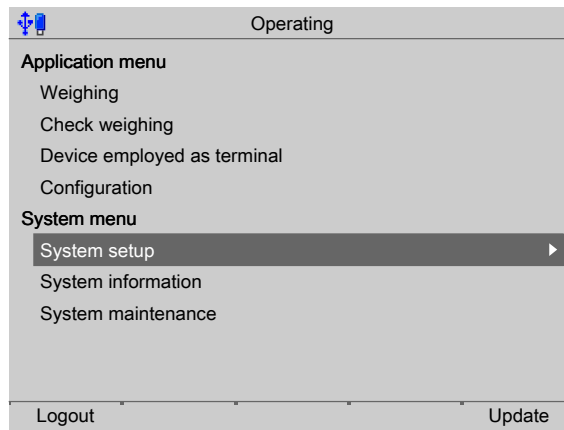 Operating
Application menu
Weighing
Check weighing
Device employed as terminal
Configuration
System menu
System setup
System information
System maintenance
Logout Update